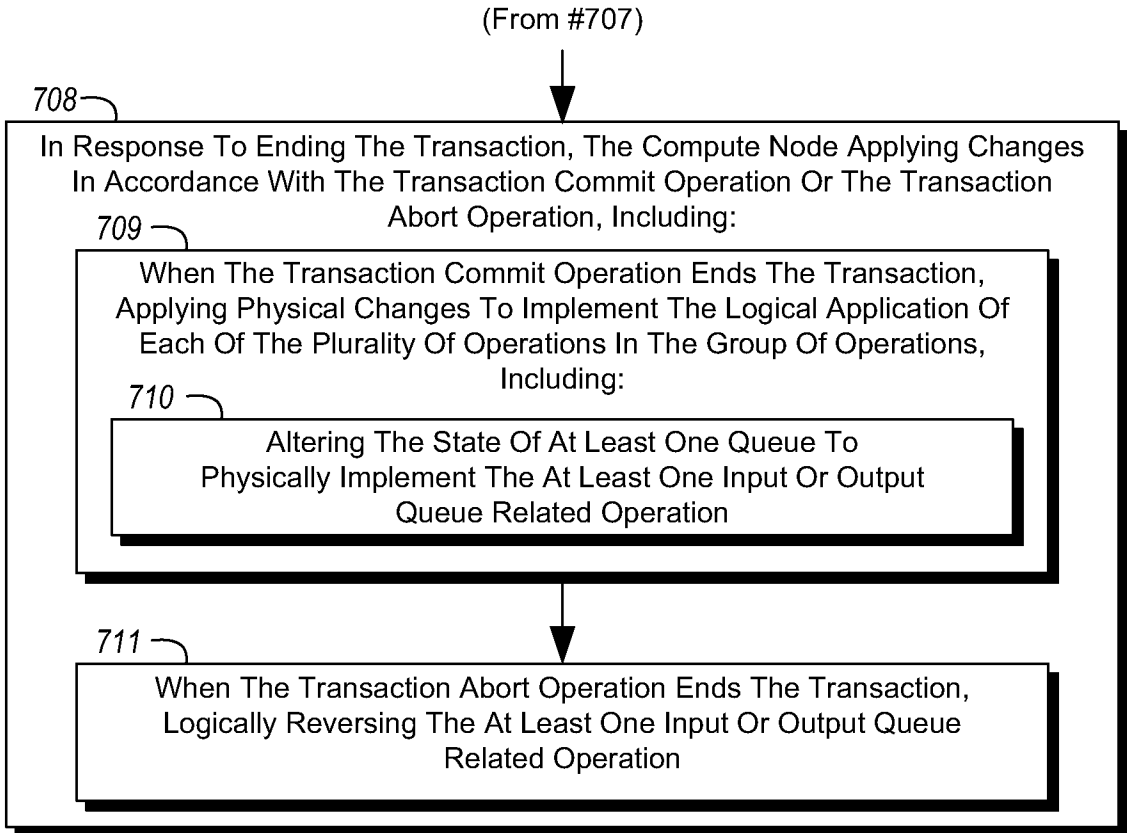 (From #707)
708
In Response To Ending The Transaction, The Compute Node Applying Changes
In Accordance With The Transaction Commit Operation Or The Transaction
Abort Operation, Including:
709
When The Transaction Commit Operation Ends The Transaction,
Applying Physical Changes To Implement The Logical Application Of
Each Of The Plurality Of Operations In The Group Of Operations,
Including:
710
Altering The State Of At Least One Queue To
Physically Implement The At Least One Input Or Output
Queue Related Operation
711
When The Transaction Abort Operation Ends The Transaction,
Logically Reversing The At Least One Input Or Output Queue
Related Operation